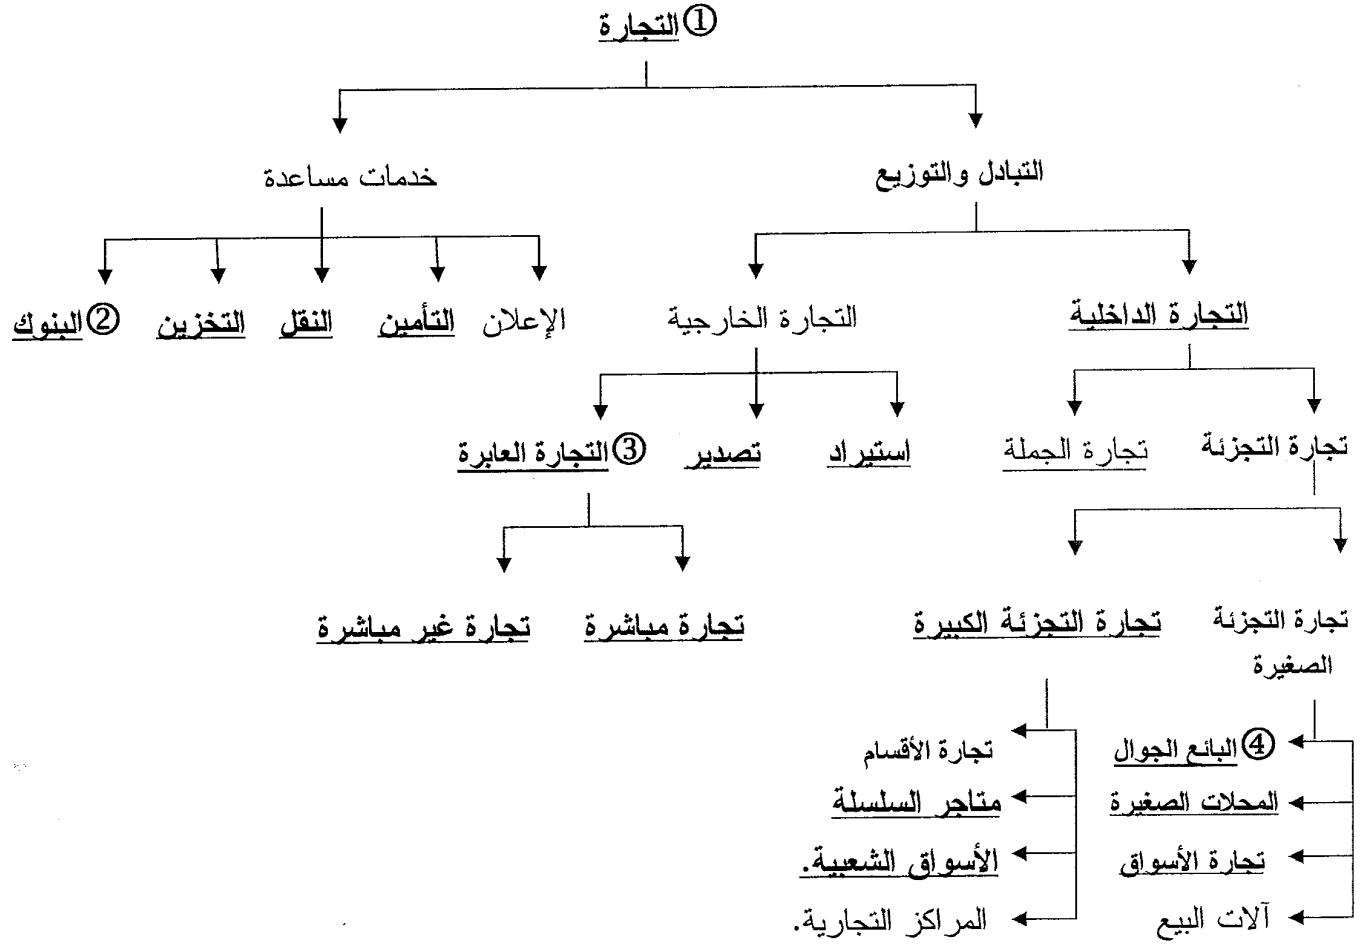 ① التجارة
التبادل والتوزيع
خدمات مساعدة
التجارة الداخلية
التجارة الخارجية
الإعلان
التأمين
النقل
التخزين
② البنوك
تجارة التجزئة
تجارة الجملة
استيراد
تصدير
③ التجارة العابرة
تجارة التجزئة
الصغيرة
تجارة التجزئة الكبيرة
تجارة مباشرة
تجارة غير مباشرة
④ البائع الجوال
المحلات الصغيرة
تجارة الأسواق
آلات البيع
تجارة الأقسام
متاجر السلسلة
الأسواق الشعبية.
المراكز التجارية.